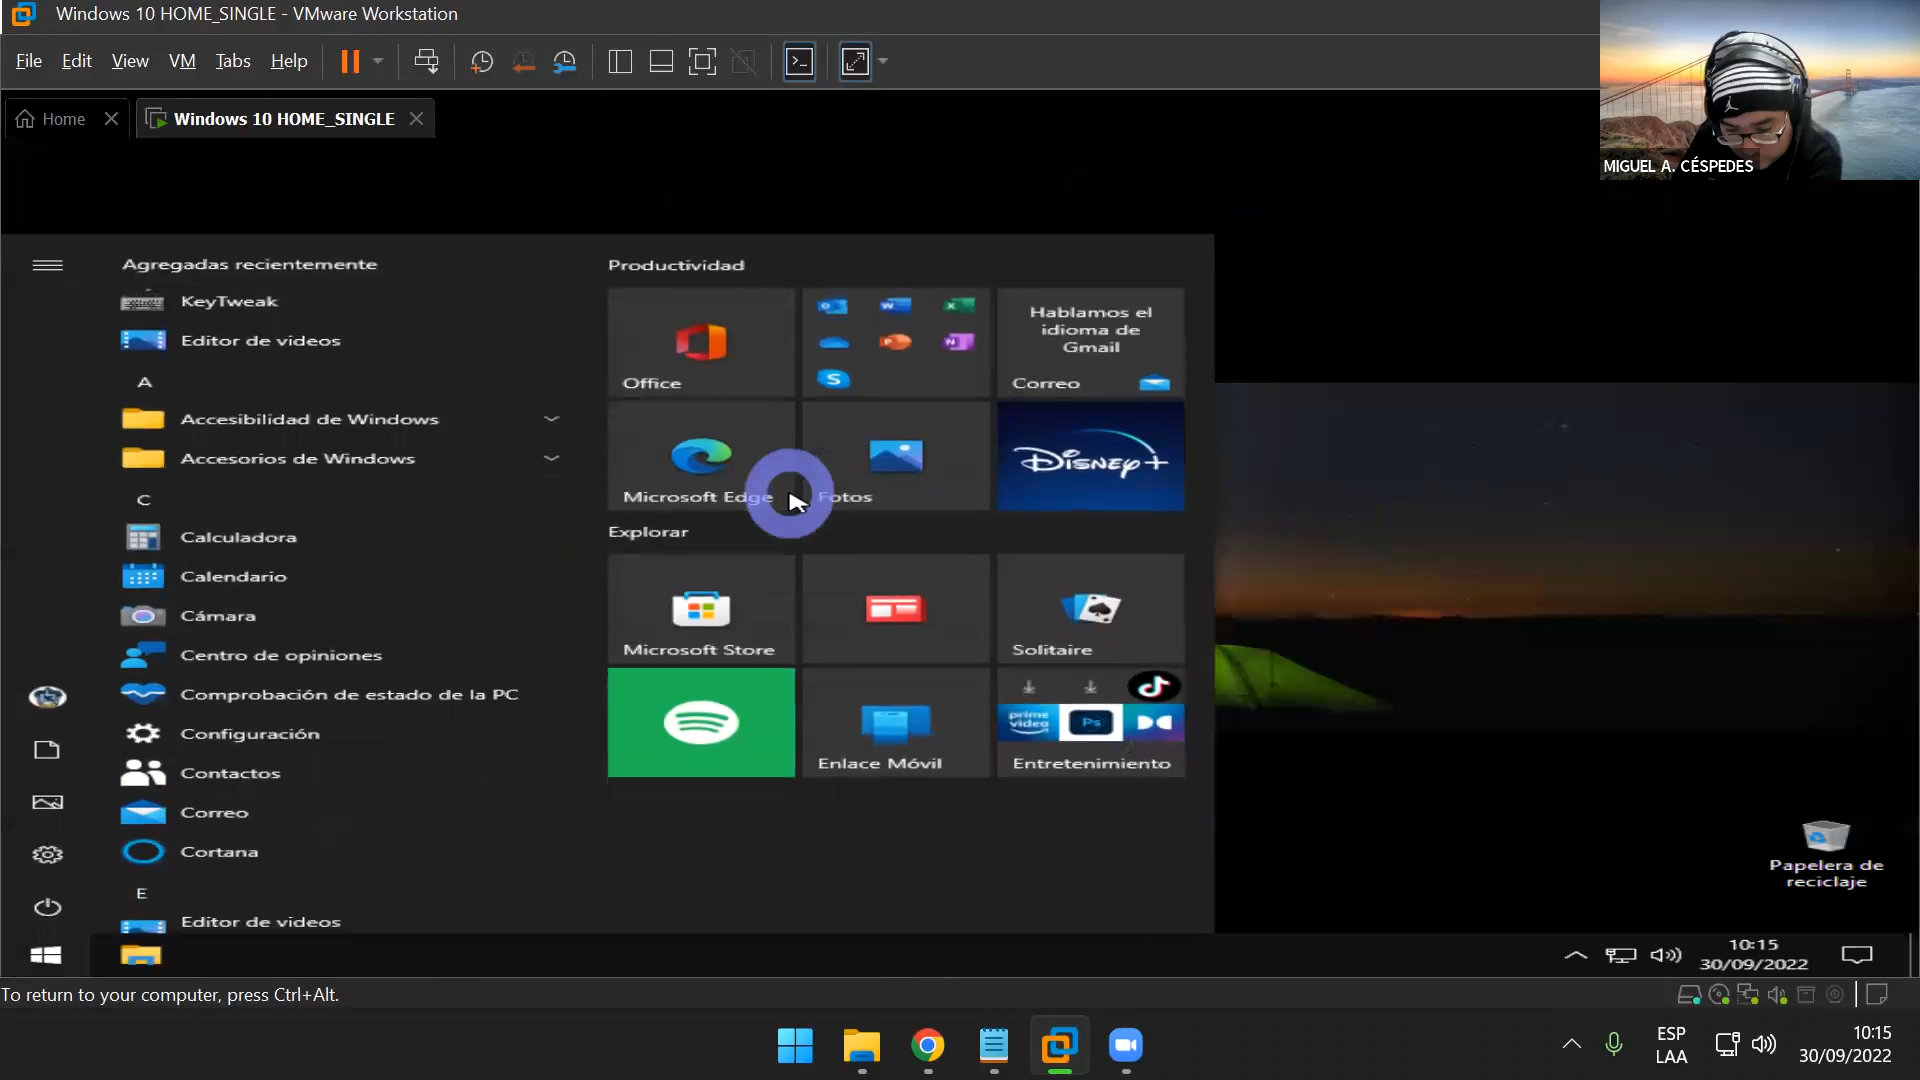 Windows 10 HOME_SINGLE - VMware Workstation
File Edit View VM Tabs Help
Home
Windows 10 HOME_SINGLE
MIGUEL A. CÉSPEDES
Agregadas recientemente
KeyTweak
Editor de videos
A
Accesibilidad de Windows
Accesorios de Windows
C
Calculadora
Calendario
Cámara
Centro de opiniones
Comprobación de estado de la PC
Configuración
Contactos
Correo
Cortana
E
Editor de videos
Productividad
Office
Hablamos el
idioma de
Gmail
Correo
Microsoft Edge
Fotos
Disney+
Explorar
Microsoft Store
Solitaire
Enlace Móvil
prime video
Ps
Entretenimiento
Papelera de
reciclaje
10:15
30/09/2022
To return to your computer, press Ctrl+Alt.
ESP
LAA
10:15
30/09/2022